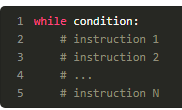 1 while condition:
2     # instruction 1
3     # instruction 2
4     # ...
5     # instruction N